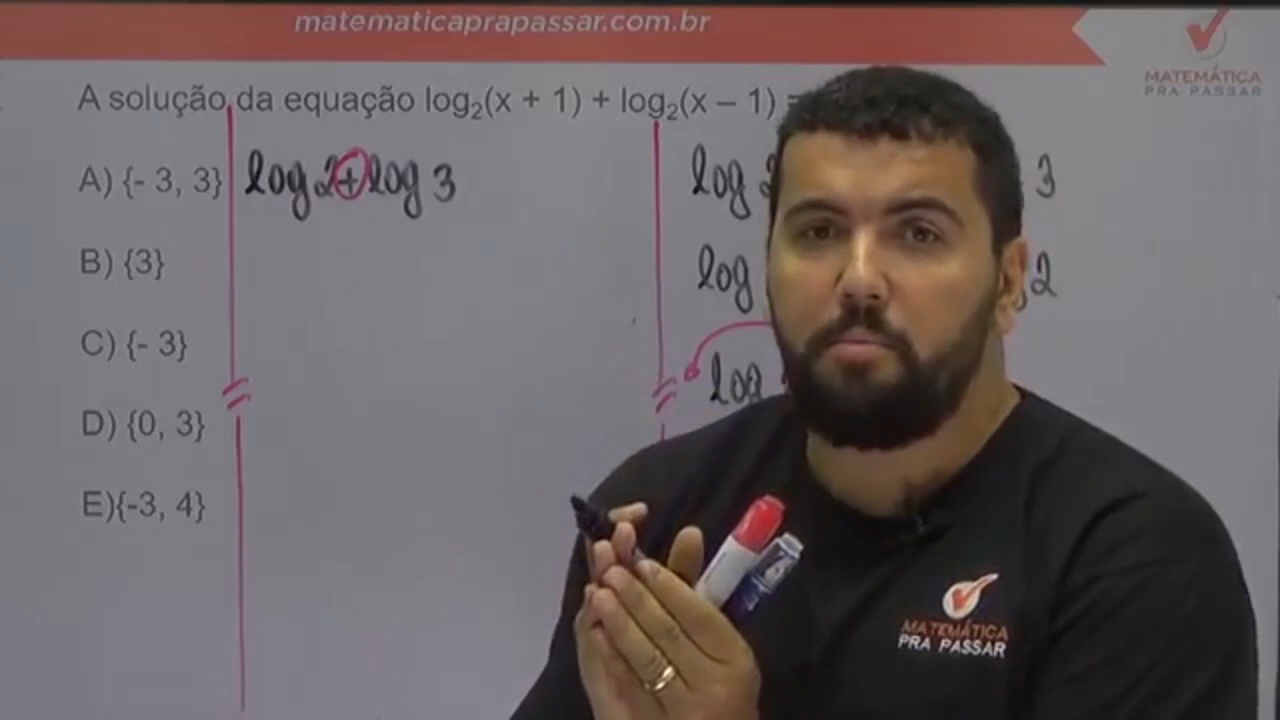 matematicaprapassar.com.br
MATEMÁTICA
PRA PASSAR
A solução da equação log₂(x + 1) + log₂(x – 1) =
A) {- 3, 3}
log 2 + log 3
log 3
B) {3}
log 2
C) {- 3}
log
D) {0, 3}
E){-3, 4}
MATEMÁTICA
PRA PASSAR